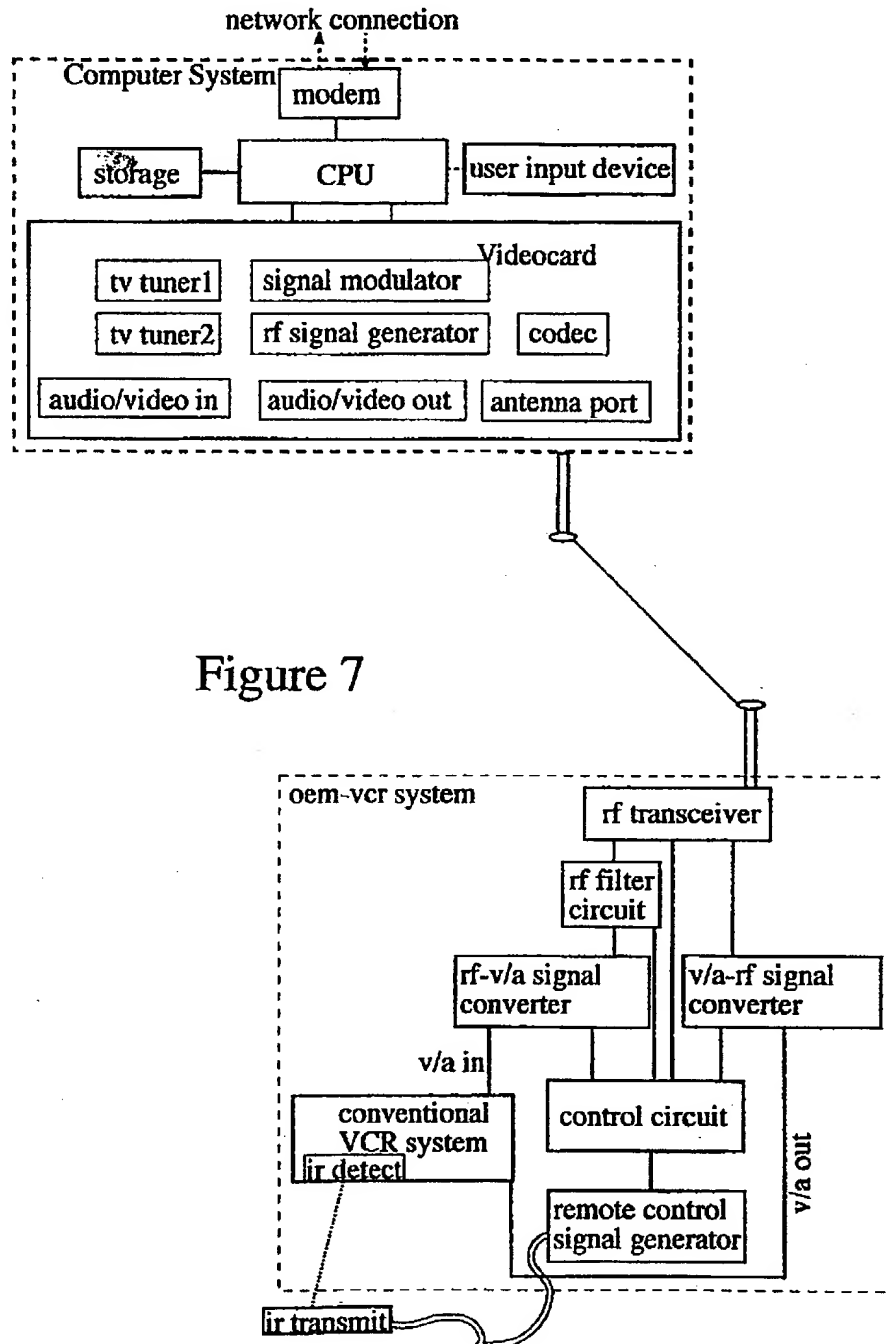 network connection
Computer System
modem
storage
CPU
user input device
Videocard
tv tuner1
signal modulator
tv tuner2
rf signal generator
codec
audio/video in
audio/video out
antenna port
Figure 7
oem-vcr system
rf transceiver
rf filter
circuit
rf-v/a signal
converter
v/a-rf signal
converter
v/a in
conventional
VCR system
ir detect
control circuit
v/a out
remote control
signal generator
ir transmit